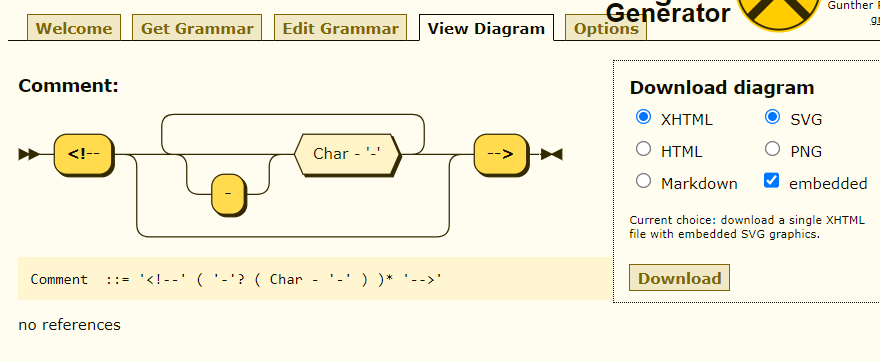 Generator
Gunther
Welcome
Get Grammar
Edit Grammar
View Diagram
Options
Comment:
<!--
-
Char - '-'
-->
Comment ::= '<!--' ( '-'? ( Char - '-' ) )* '-->'
no references
Download diagram
XHTML SVG
HTML PNG
Markdown embedded
Current choice: download a single XHTML
file with embedded SVG graphics.
Download